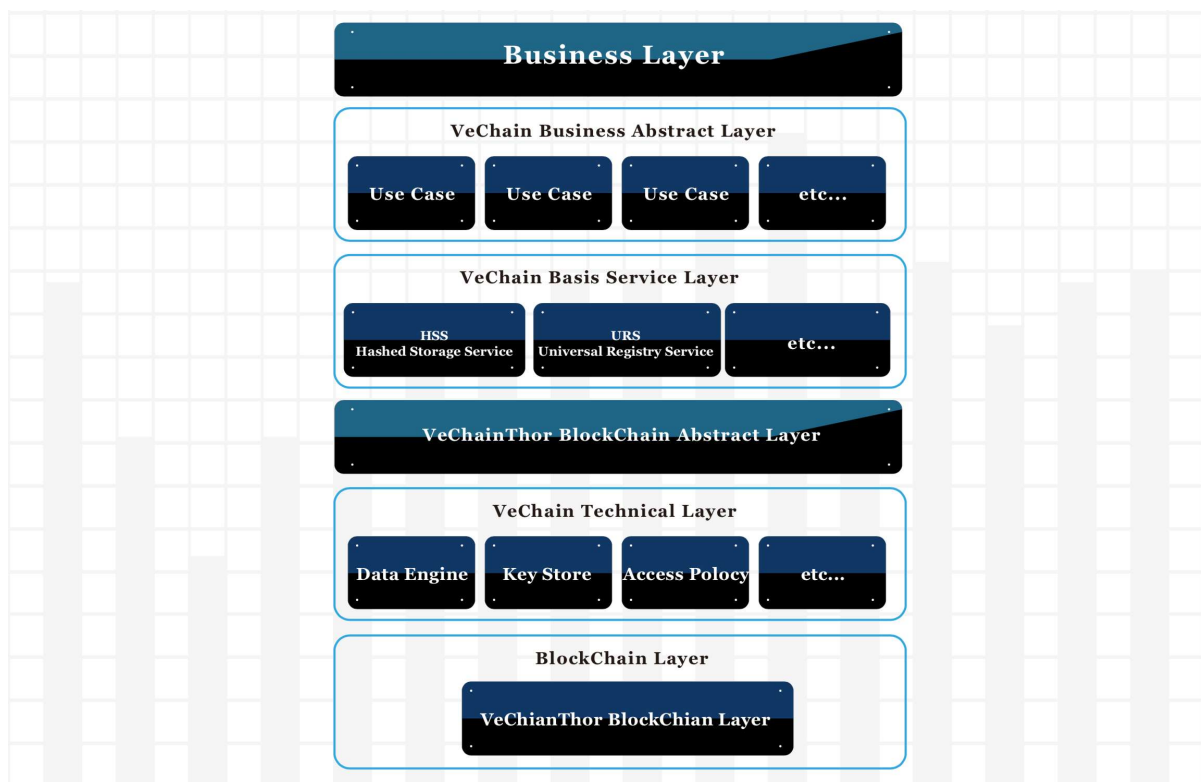 Business Layer
VeChain Business Abstract Layer
Use Case
Use Case
Use Case
etc...
VeChain Basis Service Layer
HSS
Hashed Storage Service
URS
Universal Registry Service
etc...
VeChainThor BlockChain Abstract Layer
VeChain Technical Layer
Data Engine
Key Store
Access Polocy
etc...
BlockChain Layer
VeChianThor BlockChian Layer